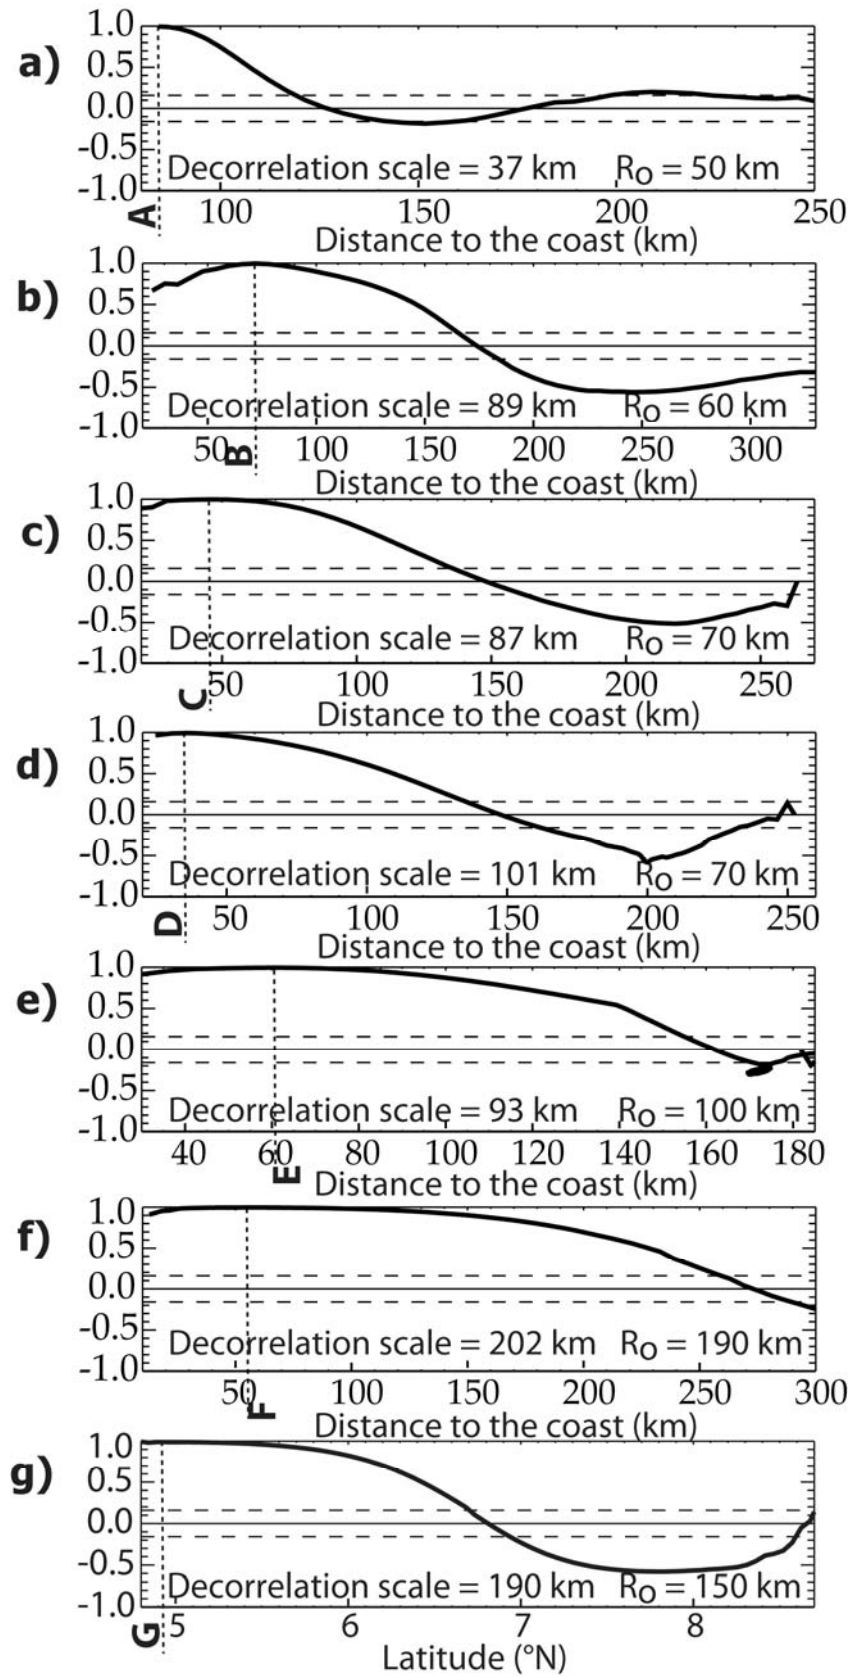 a)
1.0
0.5
0.0
-0.5
-1.0
Decorrelation scale = 37 km RO = 50 km
A
100 150 200 250
Distance to the coast (km)
b)
1.0
0.5
0.0
-0.5
-1.0
Decorrelation scale = 89 km RO = 60 km
B
50 100 150 200 250 300
Distance to the coast (km)
c)
1.0
0.5
0.0
-0.5
-1.0
Decorrelation scale = 87 km RO = 70 km
C
50 100 150 200 250
Distance to the coast (km)
d)
1.0
0.5
0.0
-0.5
-1.0
Decorrelation scale = 101 km RO = 70 km
D
50 100 150 200 250
Distance to the coast (km)
e)
1.0
0.5
0.0
-0.5
-1.0
Decorrelation scale = 93 km RO = 100 km
40 60 80 100 120 140 160 180
E
Distance to the coast (km)
f)
1.0
0.5
0.0
-0.5
-1.0
Decorrelation scale = 202 km RO = 190 km
50 100 150 200 250 300
F
Distance to the coast (km)
g)
1.0
0.5
0.0
-0.5
-1.0
Decorrelation scale = 190 km RO = 150 km
G
5 6 7 8
Latitude (°N)